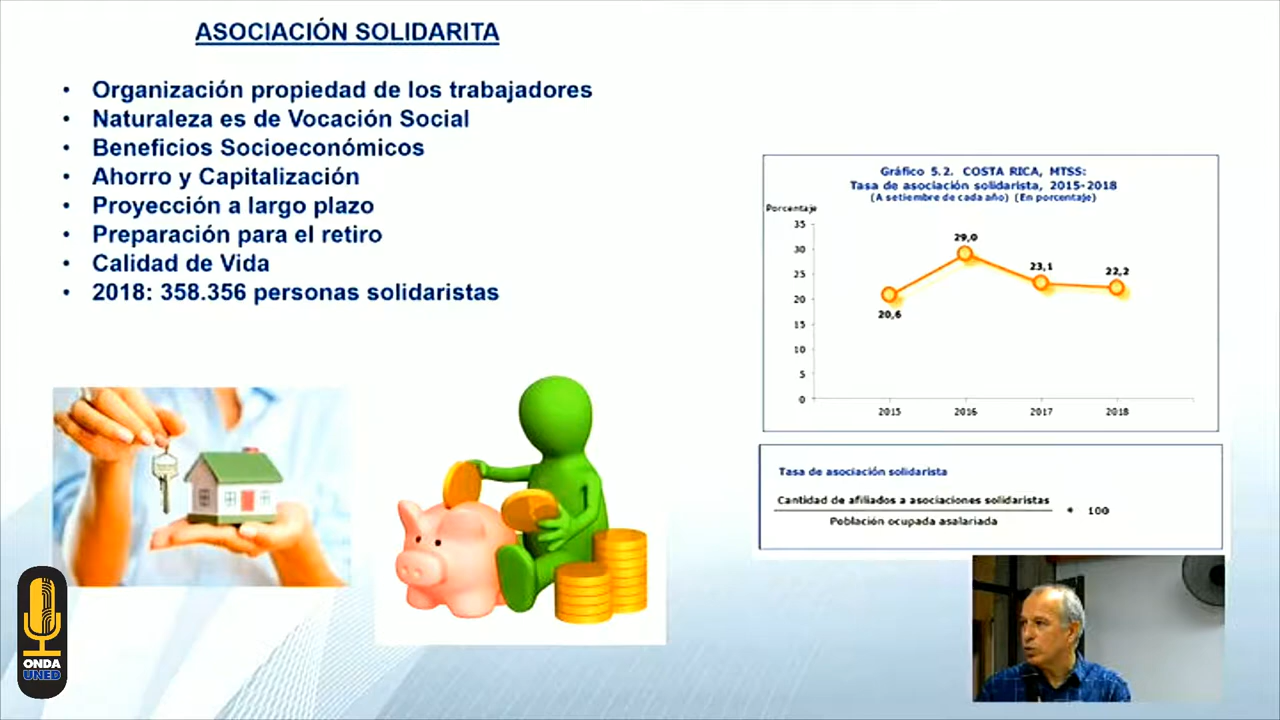 ASOCIACIÓN SOLIDARITA
• Organización propiedad de los trabajadores
• Naturaleza es de Vocación Social
• Beneficios Socioeconómicos
• Ahorro y Capitalización
• Proyección a largo plazo
• Preparación para el retiro
• Calidad de Vida
• 2018: 358.356 personas solidaristas
Gráfico 5.2. COSTA RICA, MTSS:
Tasa de asociación solidarista, 2015-2018
(A setiembre de cada año) (En porcentaje)
Porcentaje
35
30
25
20
15
10
5
0
20,6
29,0
23,1
22,2
2015 2016 2017 2018
Tasa de asociación solidarista
Cantidad de afiliados a asociaciones solidaristas
Población ocupada asalariada
* 100
ONDA
UNED